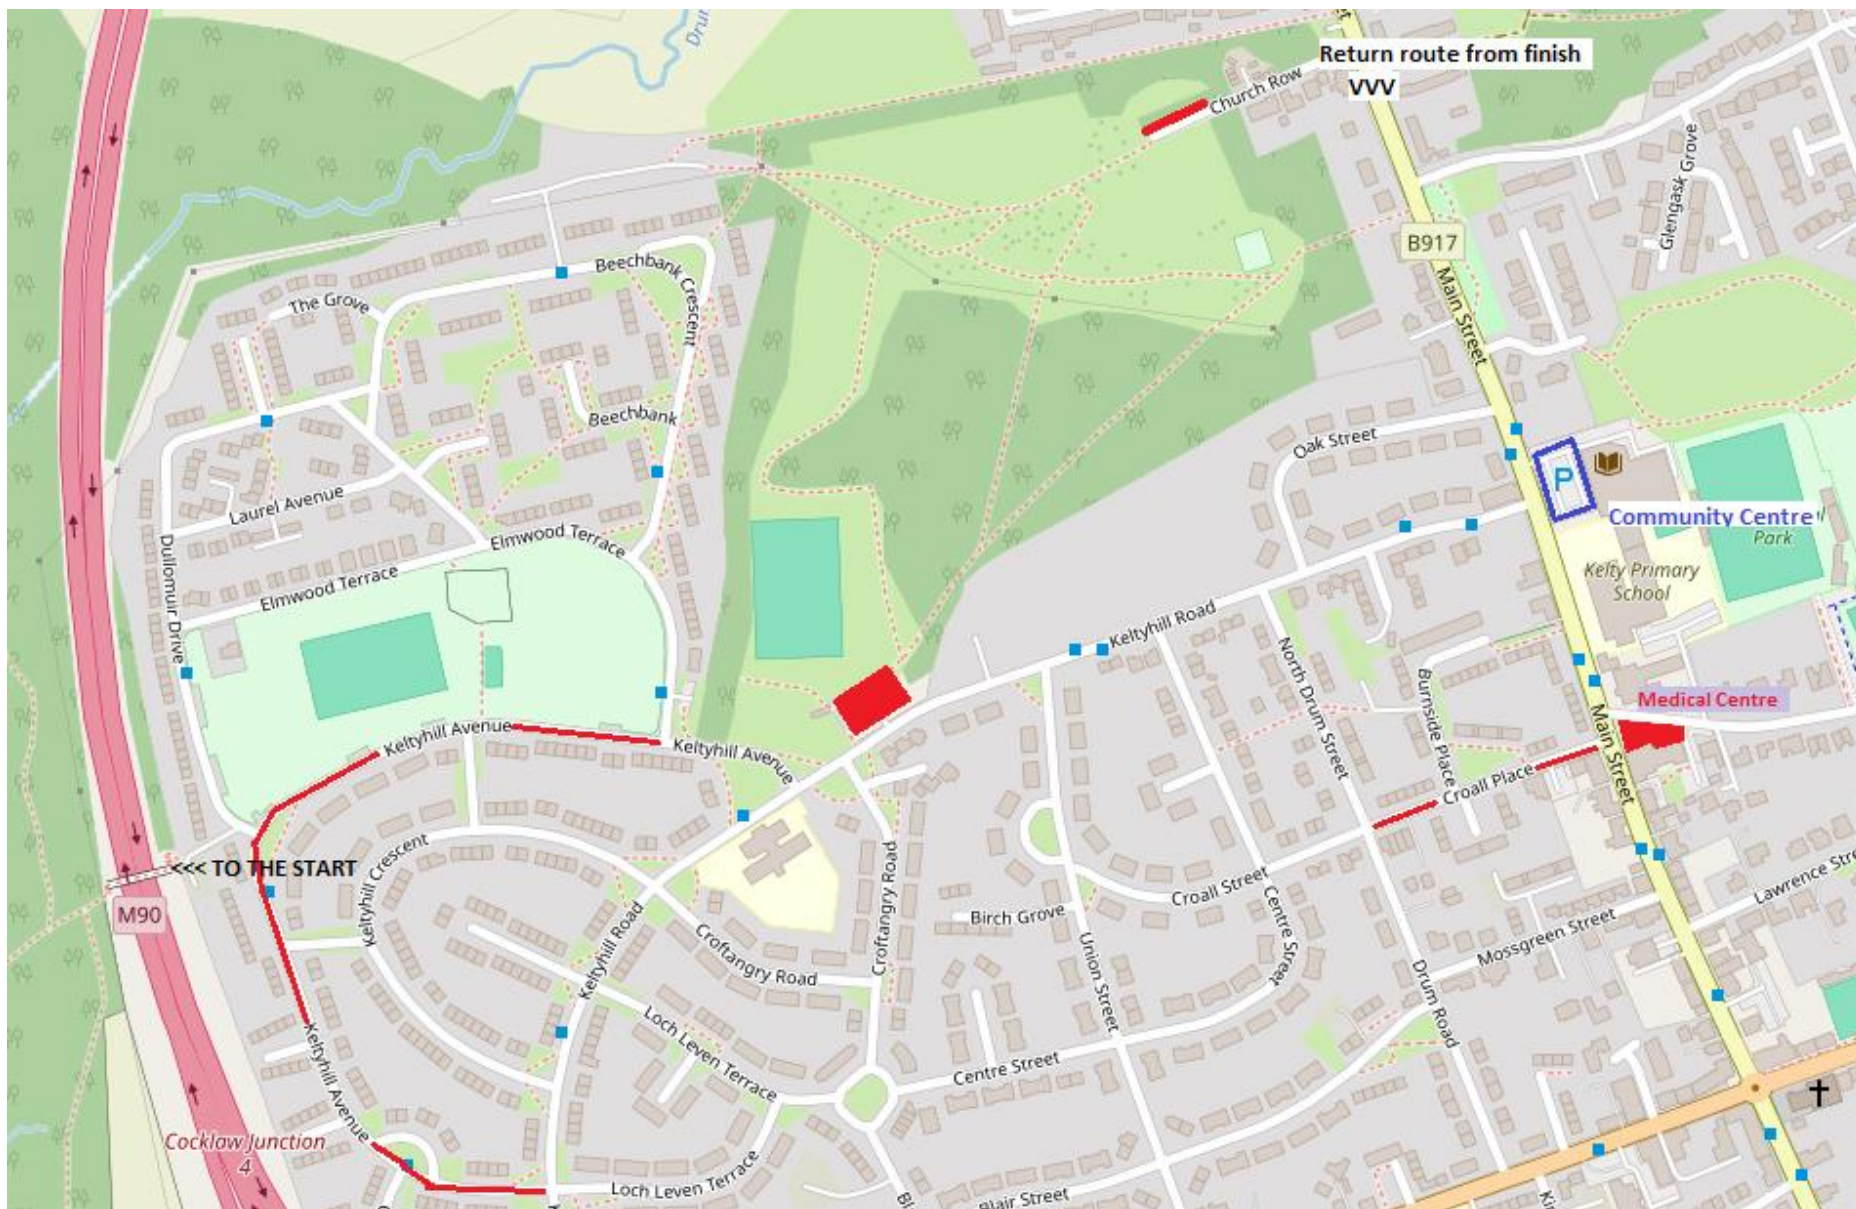 Return route from finish
VVV
Church Row
Glengask Grove
B917
Main Street
Beechbank Crescent
The Grove
Beechbank
Oak Street
P
Community Centre
Park
Laurel Avenue
Elmwood Terrace
Dullomuir Drive
Elmwood Terrace
Kelty Primary
School
Keltyhill Road
North Drum Street
Burnside Place
Medical Centre
Main Street
Keltyhill Avenue
Keltyhill Avenue
Croall Place
<<< TO THE START
M90
Keltyhill Crescent
Croftangry Road
Croall Street
Centre Street
Birch Grove
Union Street
Lawrence Stre
Mossgreen Street
Keltyhill Road
Croftangry Road
Drum Road
Loch Leven Terrace
Centre Street
Keltyhill Avenue
Cocklaw Junction
4
Loch Leven Terrace
Bl
Blair Street
Ki